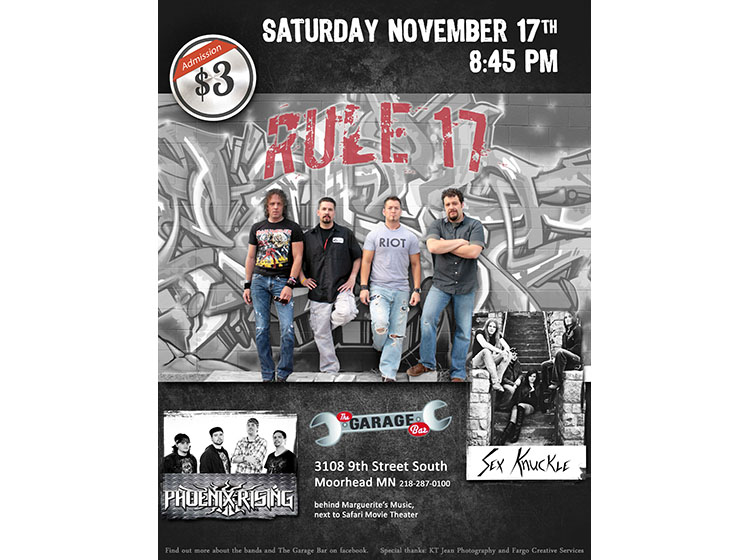 SATURDAY NOVEMBER 17TH
8:45 PM
Admission
$3
RULE 17
IRON MAIDEN
RIOT
The
GARAGE
Bar
3108 9th Street South
Moorhead MN 218-287-0100
behind Marguerite's Music,
next to Safari Movie Theater
PHOENIX RISING
SEX KNUCKLE
Find out more about the bands and The Garage Bar on facebook. Special thanks: KT Jean Photography and Fargo Creative Services